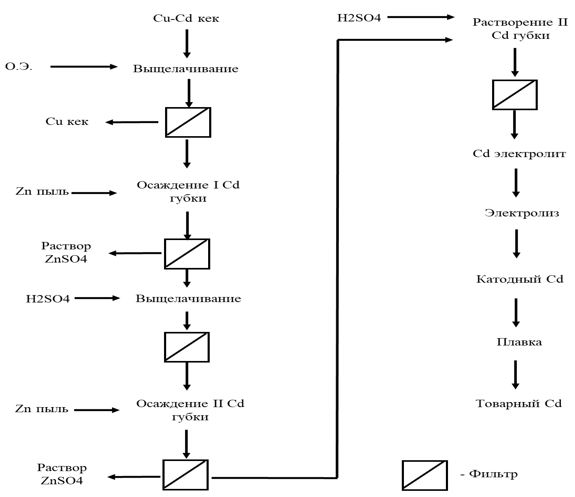 Cu-Cd кек
О.Э.
Выщелачивание
Cu кек
Zn пыль
Осаждение I Cd
губки
Раствор
ZnSO4
H2SO4
Выщелачивание
Zn пыль
Осаждение II Cd
губки
Раствор
ZnSO4
H2SO4
Растворение II
Cd губки
Cd электролит
Электролиз
Катодный Cd
Плавка
Товарный Cd
- Фильтр